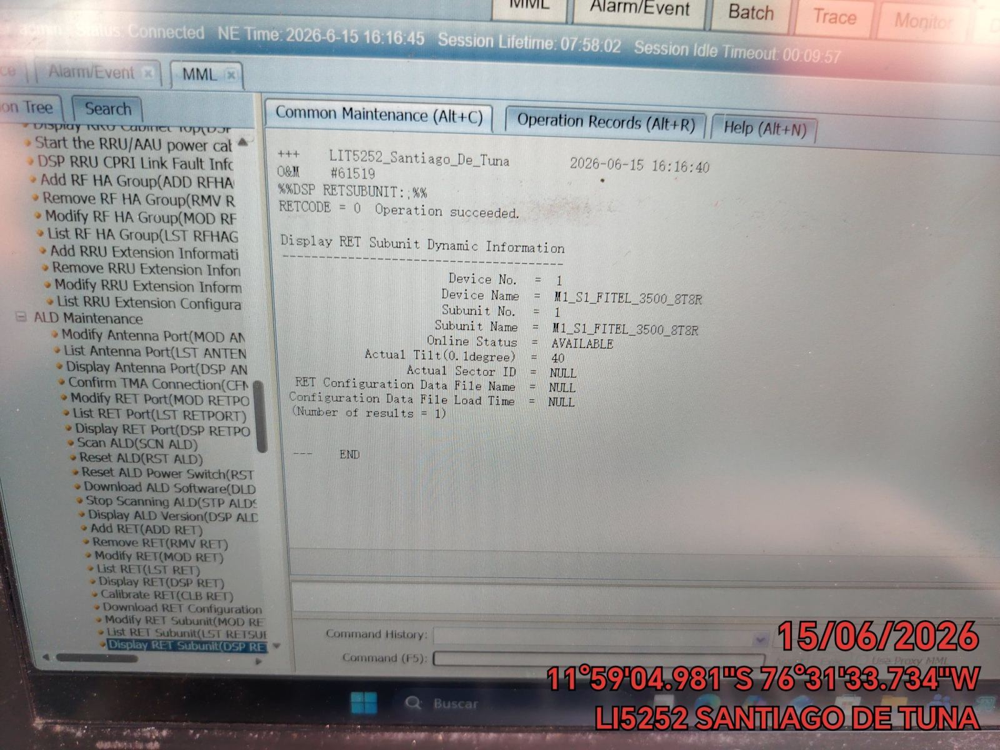 MML Alarm/Event Batch Trace Monitor
admin Status: Connected NE Time: 2026-6-15 16:16:45 Session Lifetime: 07:58:02 Session Idle Timeout: 00:09:57
Alarm/Event MML
Tree Search
Common Maintenance (Alt+C) Operation Records (Alt+R) Help (Alt+N)
Display RRU Cabinet Top(DSP
Start the RRU/AAU power cal
DSP RRU CPRI Link Fault Info
Add RF HA Group(ADD RFHA
Remove RF HA Group(RMV R
Modify RF HA Group(MOD RF
List RF HA Group(LST RFHAG
Add RRU Extension Informati
Remove RRU Extension Infor
Modify RRU Extension Inform
List RRU Extension Configura
ALD Maintenance
Modify Antenna Port(MOD AN
List Antenna Port(LST ANTEN
Display Antenna Port(DSP AN
Confirm TMA Connection(CFM
Modify RET Port(MOD RETPO
List RET Port(LST RETPORT)
Display RET Port(DSP RETPO
Scan ALD(SCN ALD)
Reset ALD(RST ALD)
Reset ALD Power Switch(RST
Download ALD Software(DLD
Stop Scanning ALD(STP ALDS
Display ALD Version(DSP ALD
Add RET(ADD RET)
Remove RET(RMV RET)
Modify RET(MOD RET)
List RET(LST RET)
Display RET(DSP RET)
Calibrate RET(CLB RET)
Download RET Configuration
Modify RET Subunit(MOD RE
List RET Subunit(LST RETSUB
Display RET Subunit(DSP RE
+++ LIT5252_Santiago_De_Tuna 2026-06-15 16:16:40
O&M #61519
%%DSP RETSUBUNIT:;%%
RETCODE = 0 Operation succeeded.
Display RET Subunit Dynamic Information
---------------------------------------
Device No. = 1
Device Name = M1_S1_FITEL_3500_8T8R
Subunit No. = 1
Subunit Name = M1_S1_FITEL_3500_8T8R
Online Status = AVAILABLE
Actual Tilt(0.1degree) = 40
Actual Sector ID = NULL
RET Configuration Data File Name = NULL
Configuration Data File Load Time = NULL
(Number of results = 1)
--- END
Command History:
Command (F5):
Use Proxy MML
Buscar
15/06/2026
11°59'04.981"S 76°31'33.734"W
LI5252 SANTIAGO DE TUNA